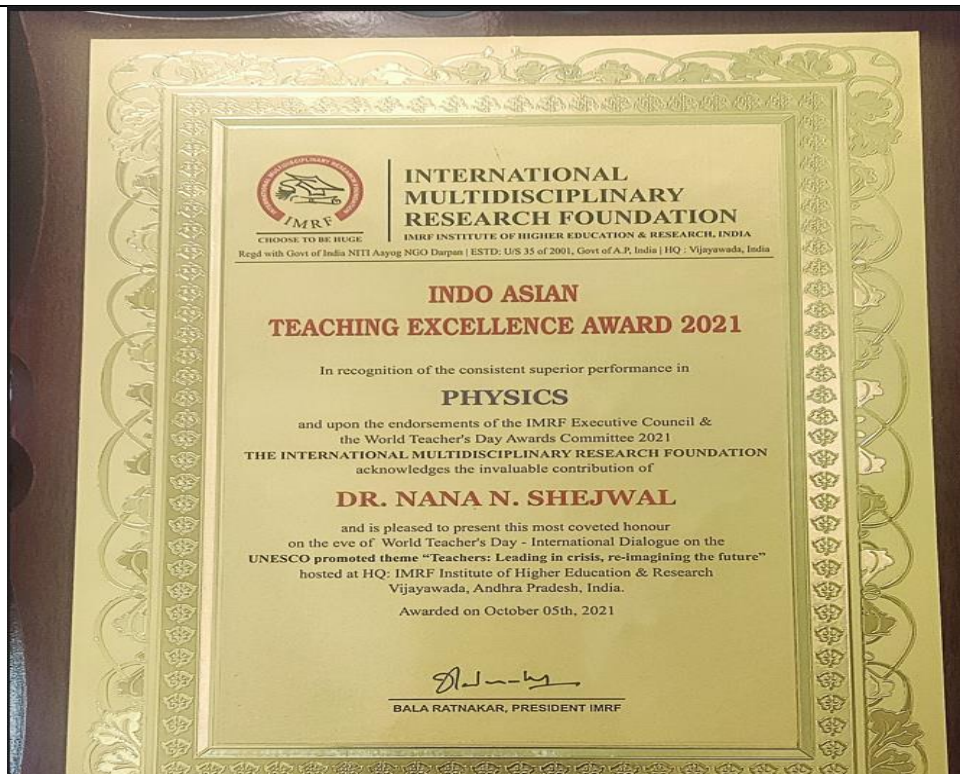 INTERNATIONAL MULTIDISCIPLINARY RESEARCH FOUNDATION
IMRF
CHOOSE TO BE HUGE
INTERNATIONAL
MULTIDISCIPLINARY
RESEARCH FOUNDATION
IMRF INSTITUTE OF HIGHER EDUCATION & RESEARCH, INDIA
Regd with Govt of India NITI Aayog NGO Darpan | ESTD: U/S 35 of 2001, Govt of A.P, India | HQ : Vijayawada, India
INDO ASIAN
TEACHING EXCELLENCE AWARD 2021
In recognition of the consistent superior performance in
PHYSICS
and upon the endorsements of the IMRF Executive Council &
the World Teacher's Day Awards Committee 2021
THE INTERNATIONAL MULTIDISCIPLINARY RESEARCH FOUNDATION
acknowledges the invaluable contribution of
DR. NANA N. SHEJWAL
and is pleased to present this most coveted honour
on the eve of World Teacher's Day - International Dialogue on the
UNESCO promoted theme “Teachers: Leading in crisis, re-imagining the future”
hosted at HQ: IMRF Institute of Higher Education & Research
Vijayawada, Andhra Pradesh, India.
Awarded on October 05th, 2021
BALA RATNAKAR, PRESIDENT IMRF